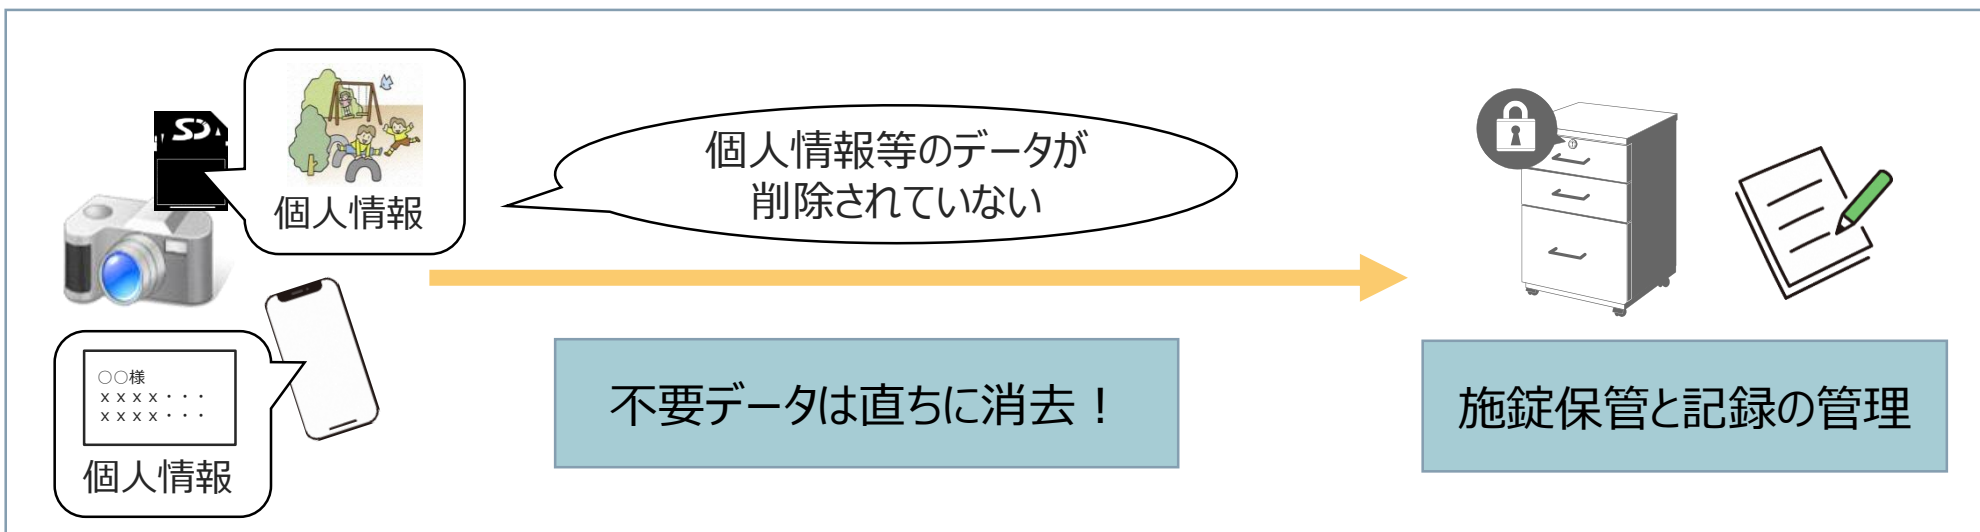 SD
個人情報
個人情報等のデータが
削除されていない
○○様
xxxx・・・
xxxx・・・
個人情報
不要データは直ちに消去！
施錠保管と記録の管理